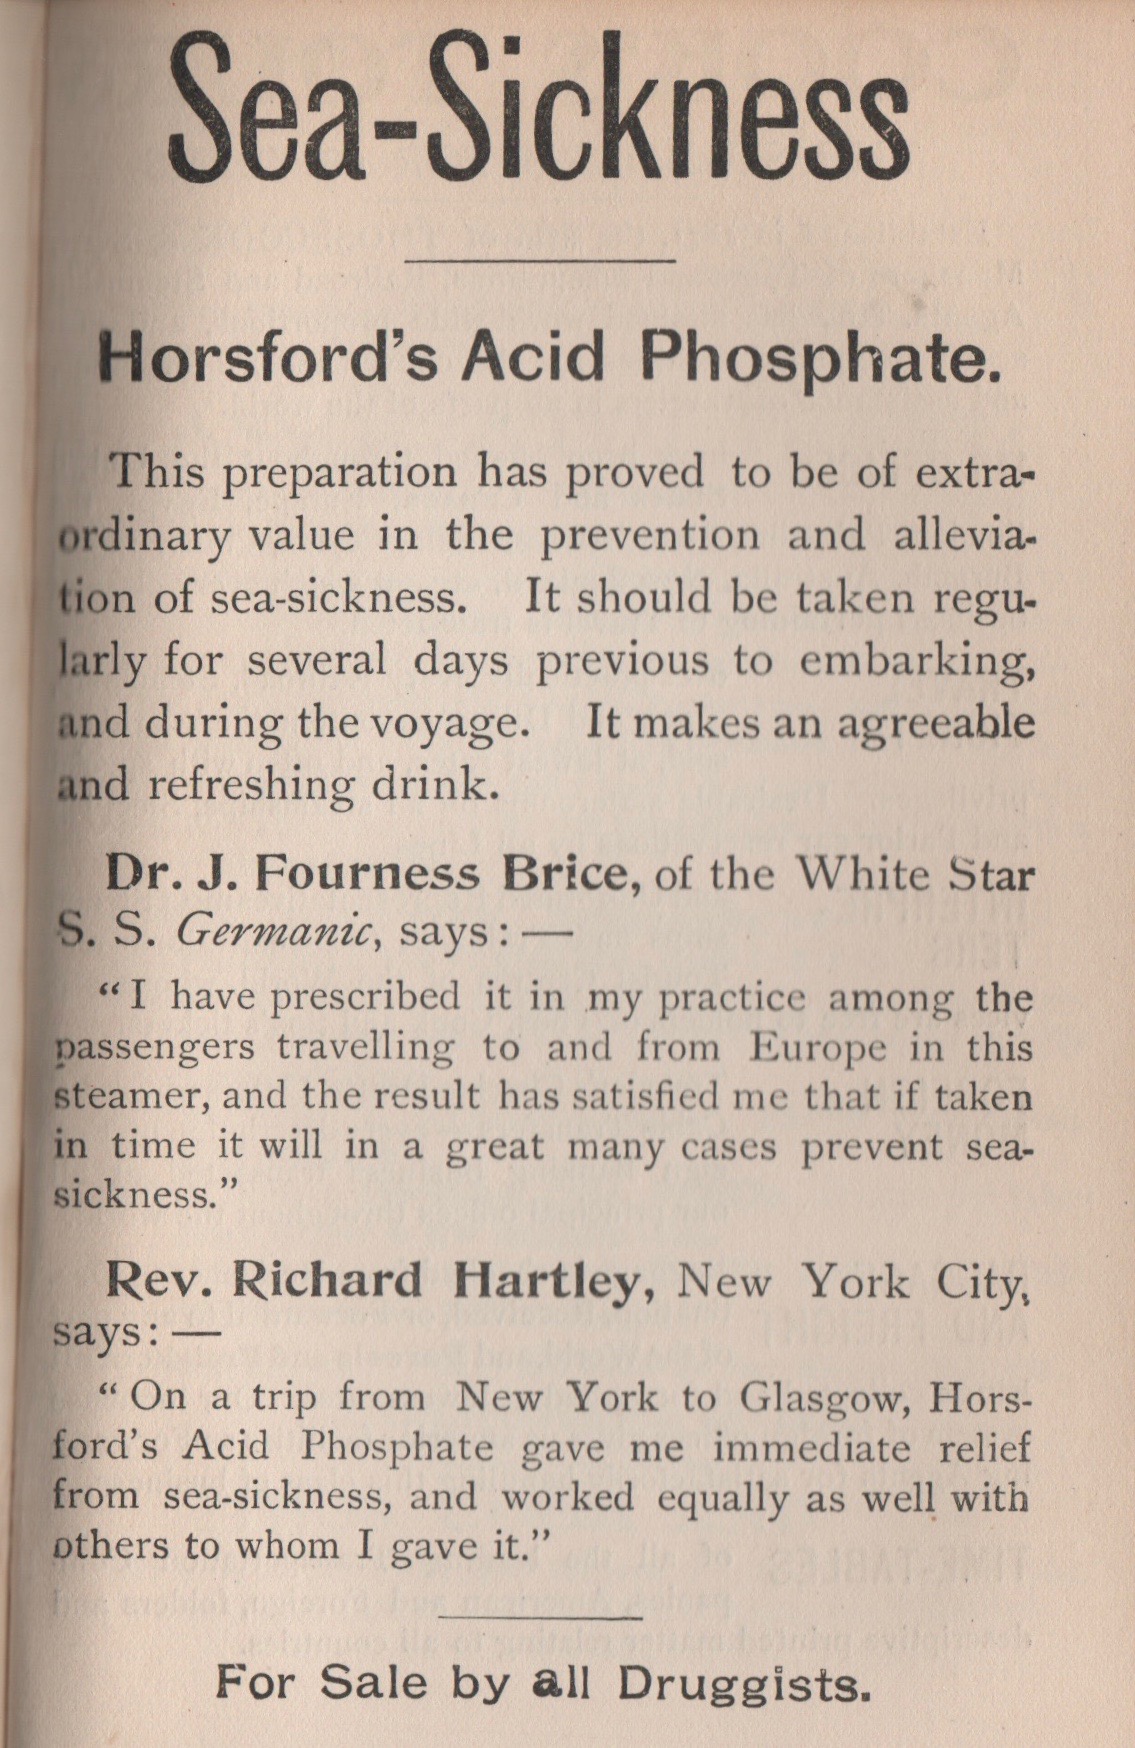 Sea-Sickness
Horsford's Acid Phosphate.
This preparation has proved to be of extra-
ordinary value in the prevention and allevia-
tion of sea-sickness. It should be taken regu-
larly for several days previous to embarking,
and during the voyage. It makes an agreeable
and refreshing drink.
Dr. J. Fourness Brice, of the White Star
S. S. Germanic, says: —
“I have prescribed it in my practice among the
passengers travelling to and from Europe in this
steamer, and the result has satisfied me that if taken
in time it will in a great many cases prevent sea-
sickness.”
Rev. Richard Hartley, New York City,
says: —
“On a trip from New York to Glasgow, Hors-
ford's Acid Phosphate gave me immediate relief
from sea-sickness, and worked equally as well with
others to whom I gave it.”
For Sale by all Druggists.